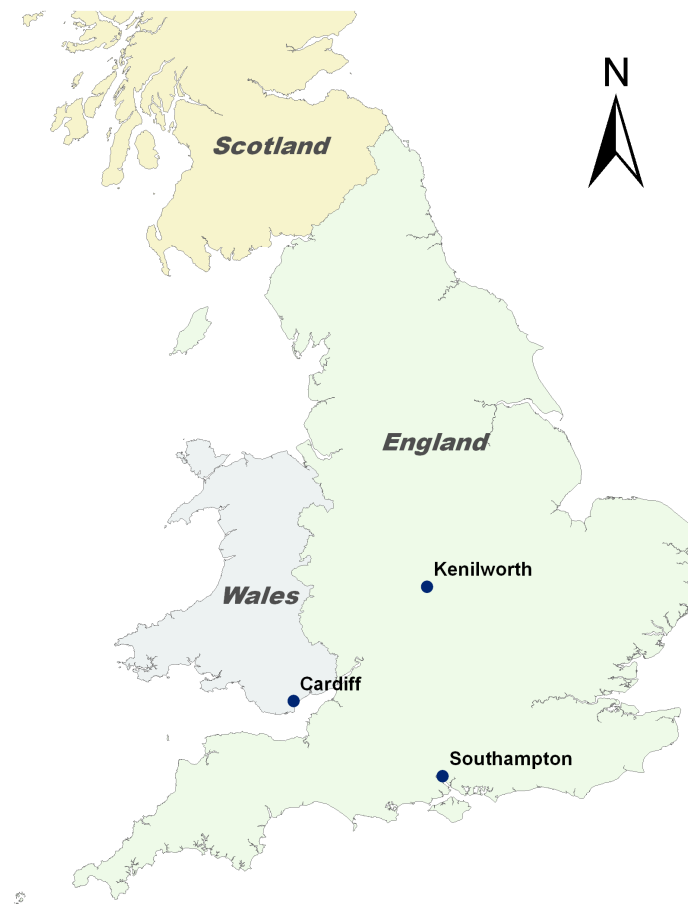 N
Scotland
England
Kenilworth
Wales
Cardiff
Southampton